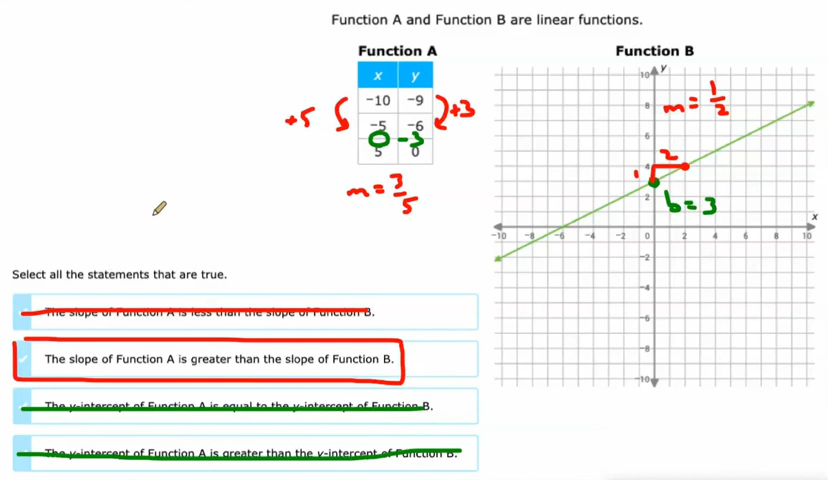 Function A and Function B are linear functions.
Function A
x y
-10 -9
-5 -6
0 -3
5 0
+5
+3
m = 3/5
Function B
y
m = 1/2
10
8
6
4
2
-10 -8 -6 -4 -2 0 2 4 6 8 10
x
-2
-4
-6
-8
-10
2
1
b = 3
Select all the statements that are true.
The slope of Function A is less than the slope of Function B.
The slope of Function A is greater than the slope of Function B.
The y-intercept of Function A is equal to the y-intercept of Function B.
The y-intercept of Function A is greater than the y-intercept of Function B.